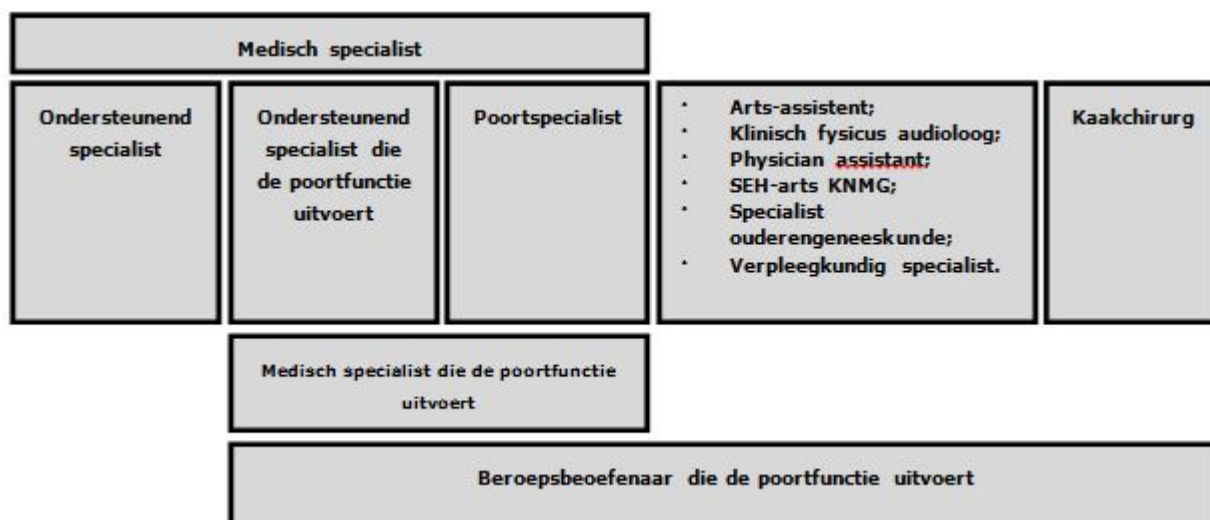 Medisch specialist
Ondersteunend
specialist
Ondersteunend
specialist die
de poortfunctie
uitvoert
Poortspecialist
· Arts-assistent;
· Klinisch fysicus audioloog;
· Physician assistant;
· SEH-arts KNMG;
· Specialist
ouderengeneeskunde;
· Verpleegkundig specialist.
Kaakchirurg
Medisch specialist die de poortfunctie
uitvoert
Beroepsbeoefenaar die de poortfunctie uitvoert